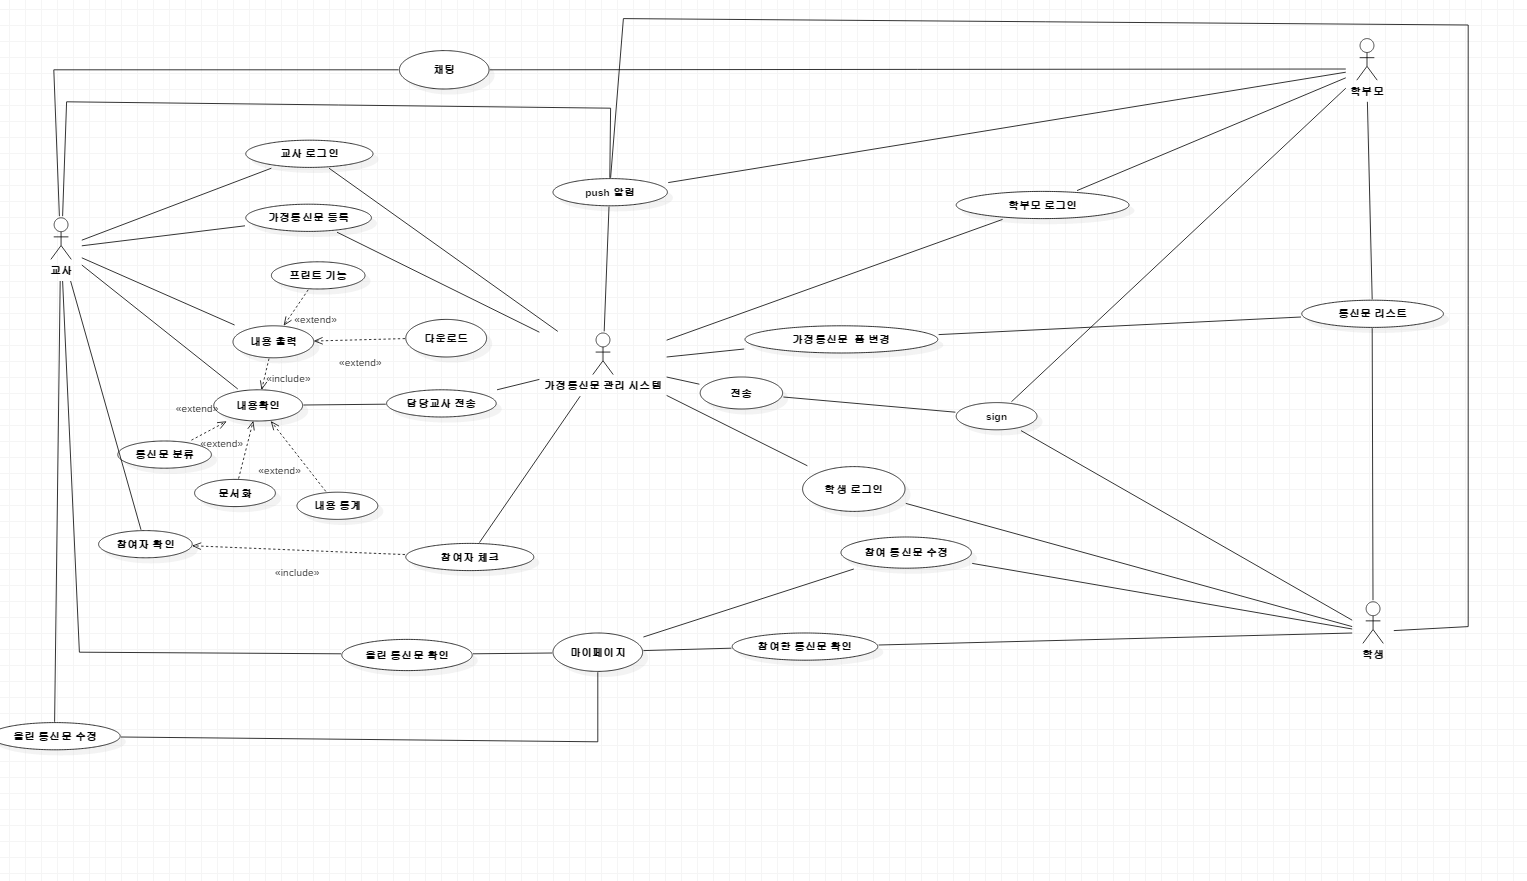 채팅
학부모
교사 로그인
push 알림
학부모 로그인
가정통신문 등록
교사
프린트 기능
통신문 리스트
«extend»
내용 출력
다운로드
가정통신문  폼 변경
«extend»
«include»
가정통신문 관리 시스템
전송
«extend»
내용확인
담당교사 전송
sign
«extend»
통신문 분류
«extend»
학생 로그인
문서화
내용 통계
참여자 확인
참여자 체크
참여 통신문 수정
«include»
올린 통신문 확인
마이페이지
참여한 통신문 확인
학생
올린 통신문 수정